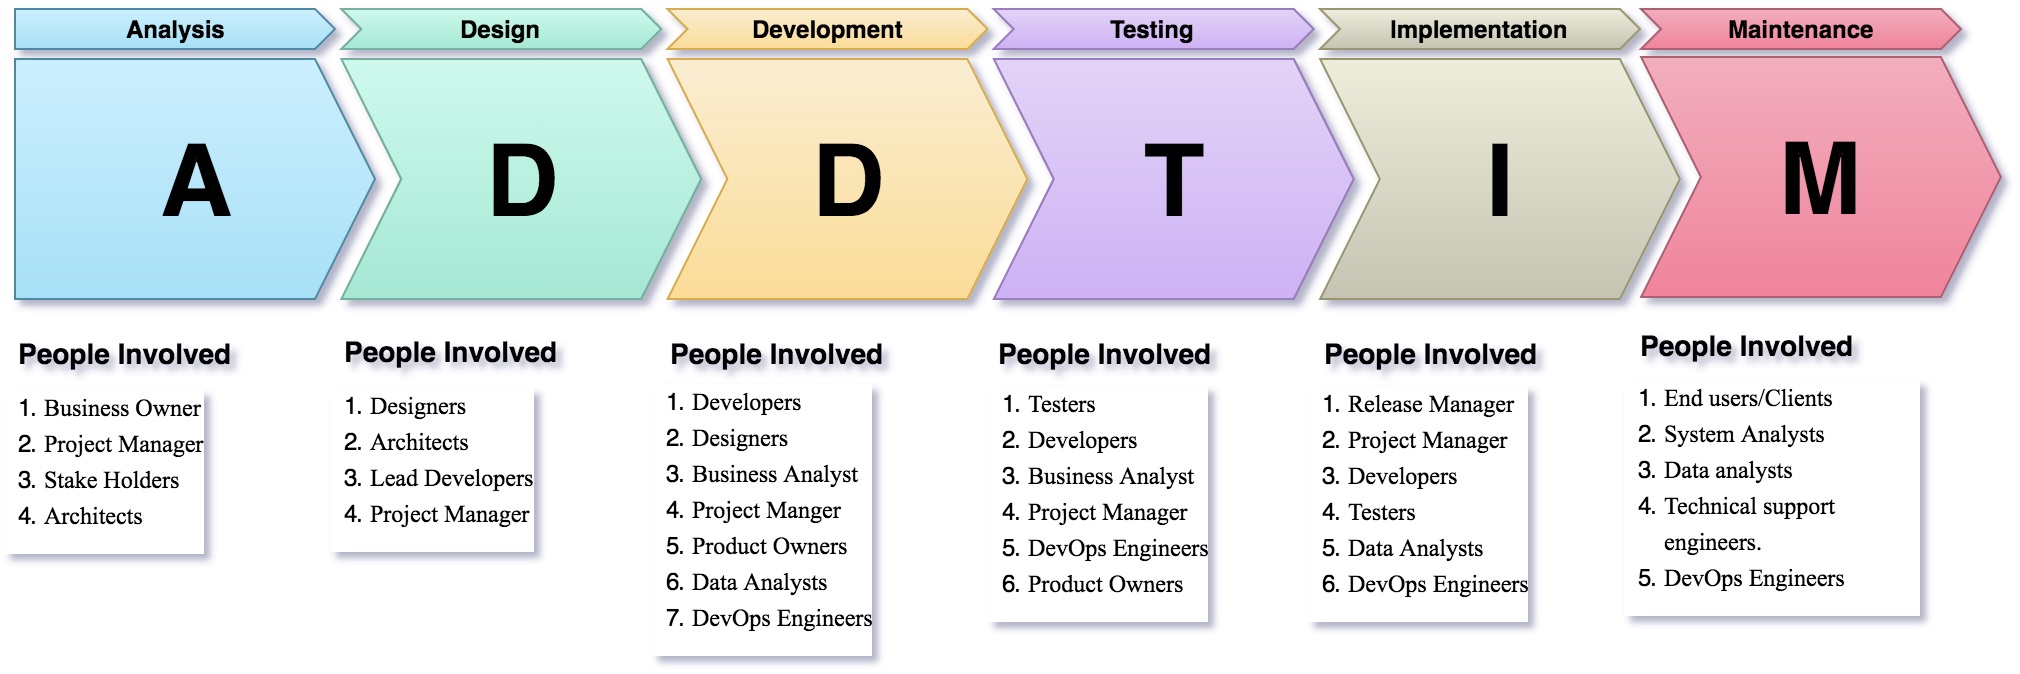 Analysis
Design
Development
Testing
Implementation
Maintenance
A
D
D
T
I
M
People Involved
1. Business Owner
2. Project Manager
3. Stake Holders
4. Architects
People Involved
1. Designers
2. Architects
3. Lead Developers
4. Project Manager
People Involved
1. Developers
2. Designers
3. Business Analyst
4. Project Manger
5. Product Owners
6. Data Analysts
7. DevOps Engineers
People Involved
1. Testers
2. Developers
3. Business Analyst
4. Project Manager
5. DevOps Engineers
6. Product Owners
People Involved
1. Release Manager
2. Project Manager
3. Developers
4. Testers
5. Data Analysts
6. DevOps Engineers
People Involved
1. End users/Clients
2. System Analysts
3. Data analysts
4. Technical support
engineers.
5. DevOps Engineers